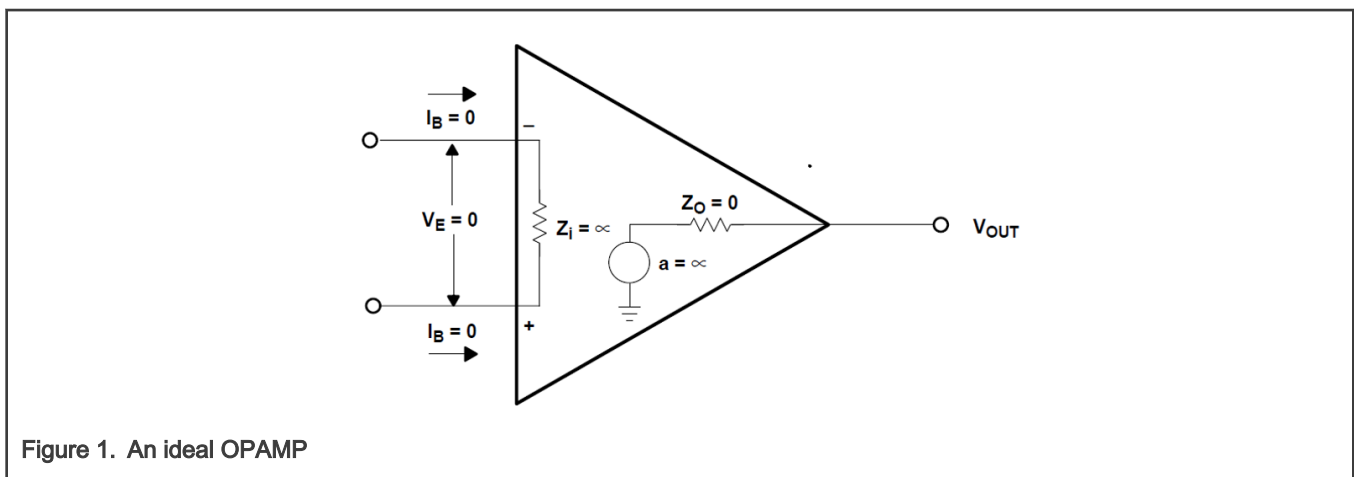 I_B = 0
−
V_E = 0
Z_i = ∝
Z_O = 0
a = ∝
V_OUT
I_B = 0
+
Figure 1. An ideal OPAMP